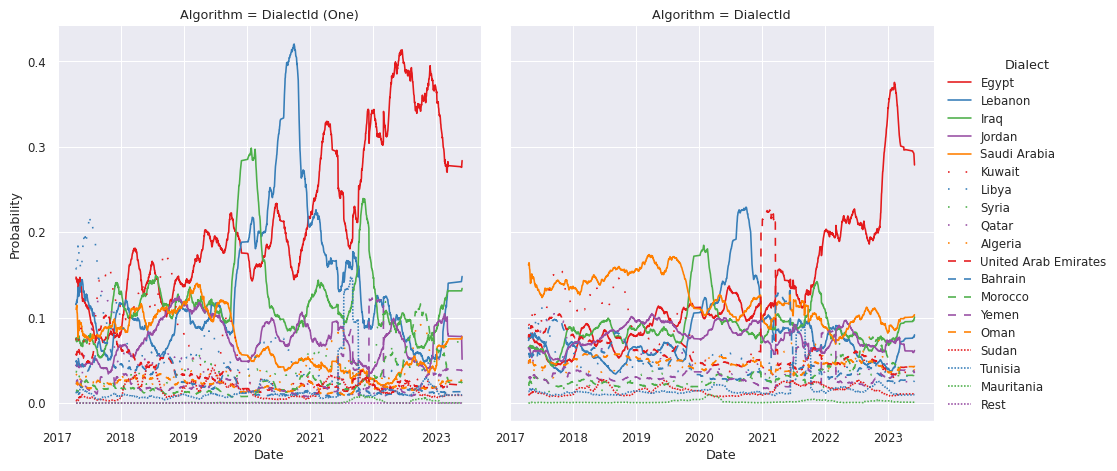 Algorithm = DialectId (One)
Algorithm = DialectId
Probability
0.4
0.3
0.2
0.1
0.0
2017 2018 2019 2020 2021 2022 2023
Date
2017 2018 2019 2020 2021 2022 2023
Date
Dialect
Egypt
Lebanon
Iraq
Jordan
Saudi Arabia
Kuwait
Libya
Syria
Qatar
Algeria
United Arab Emirates
Bahrain
Morocco
Yemen
Oman
Sudan
Tunisia
Mauritania
Rest